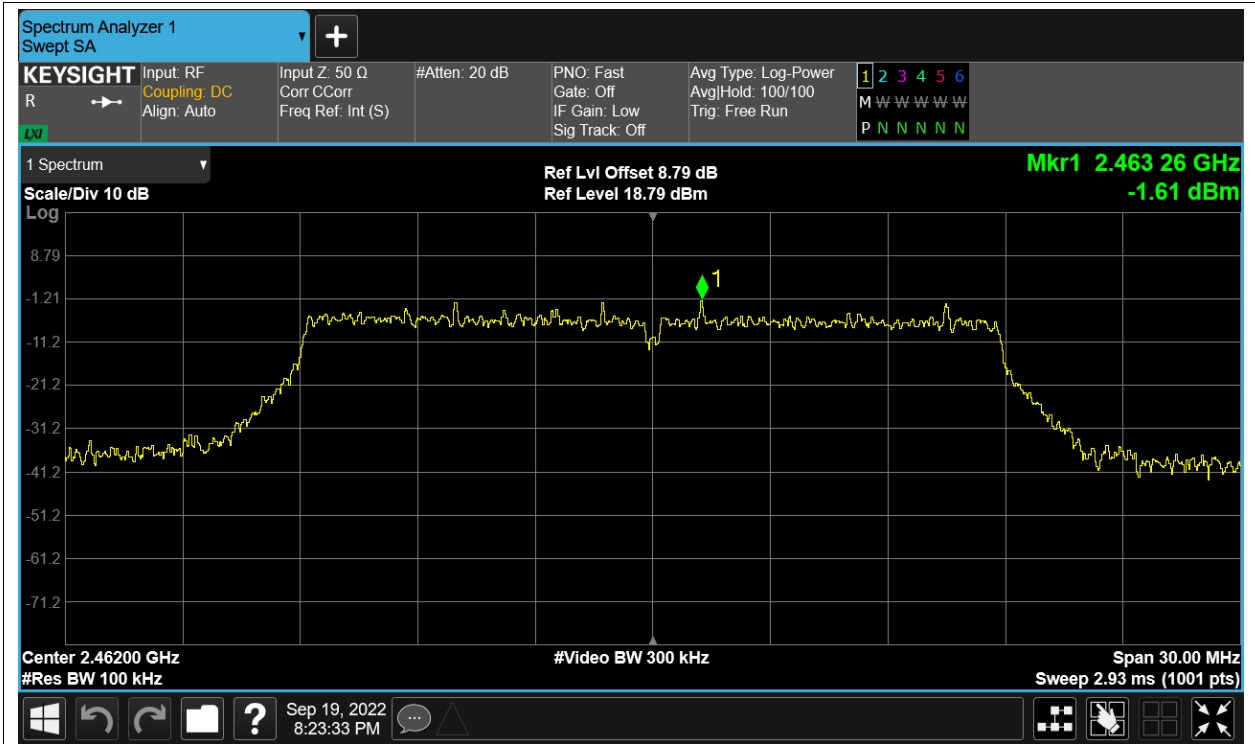 Spectrum Analyzer 1
Swept SA
KEYSIGHT
R
LXI
Input: RF
Coupling: DC
Align: Auto
Input Z: 50 Ω
Corr CCorr
Freq Ref: Int (S)
#Atten: 20 dB
PNO: Fast
Gate: Off
IF Gain: Low
Sig Track: Off
Avg Type: Log-Power
Avg|Hold: 100/100
Trig: Free Run
1 2 3 4 5 6
M W W W W W
P N N N N N
1 Spectrum
Scale/Div 10 dB
Log
Ref Lvl Offset 8.79 dB
Ref Level 18.79 dBm
Mkr1 2.463 26 GHz
-1.61 dBm
1
8.79
-1.21
-11.2
-21.2
-31.2
-41.2
-51.2
-61.2
-71.2
Center 2.46200 GHz
#Video BW 300 kHz
Span 30.00 MHz
#Res BW 100 kHz
Sweep 2.93 ms (1001 pts)
?
Sep 19, 2022
8:23:33 PM